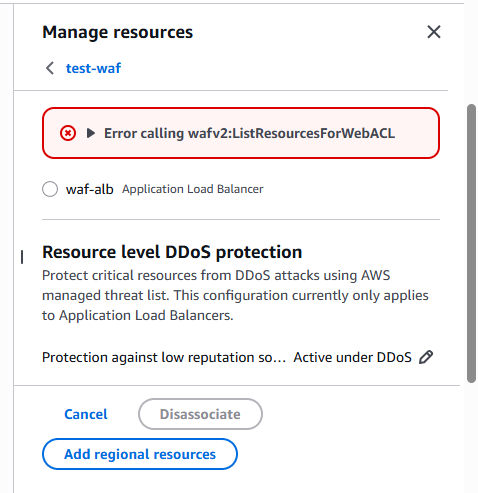 Manage resources
test-waf
Error calling wafv2:ListResourcesForWebACL
waf-alb Application Load Balancer
Resource level DDoS protection
Protect critical resources from DDoS attacks using AWS
managed threat list. This configuration currently only applies
to Application Load Balancers.
Protection against low reputation so... Active under DDoS
Cancel Disassociate
Add regional resources